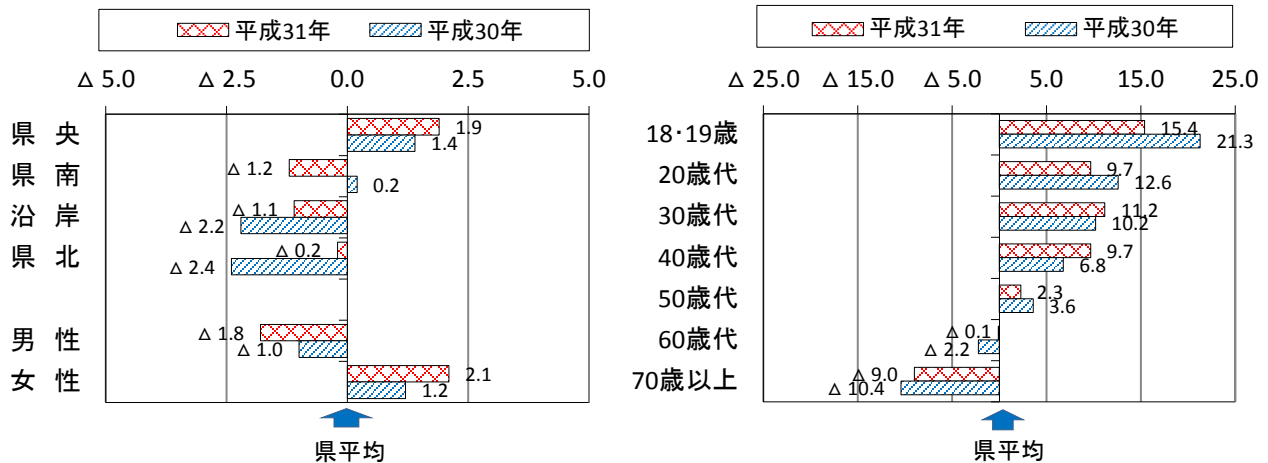 平成31年 平成30年
△ 5.0 △ 2.5 0.0 2.5 5.0
県 央 1.9
1.4
県 南 △ 1.2
0.2
沿 岸 △ 1.1
△ 2.2
県 北 △ 0.2
△ 2.4
男 性 △ 1.8
△ 1.0
女 性 2.1
1.2
県平均
平成31年 平成30年
△ 25.0 △ 15.0 △ 5.0 5.0 15.0 25.0
18･19歳 15.4
21.3
20歳代 9.7
12.6
30歳代 11.2
10.2
40歳代 9.7
6.8
50歳代 2.3
3.6
60歳代 △ 0.1
△ 2.2
70歳以上 △ 9.0
△ 10.4
県平均